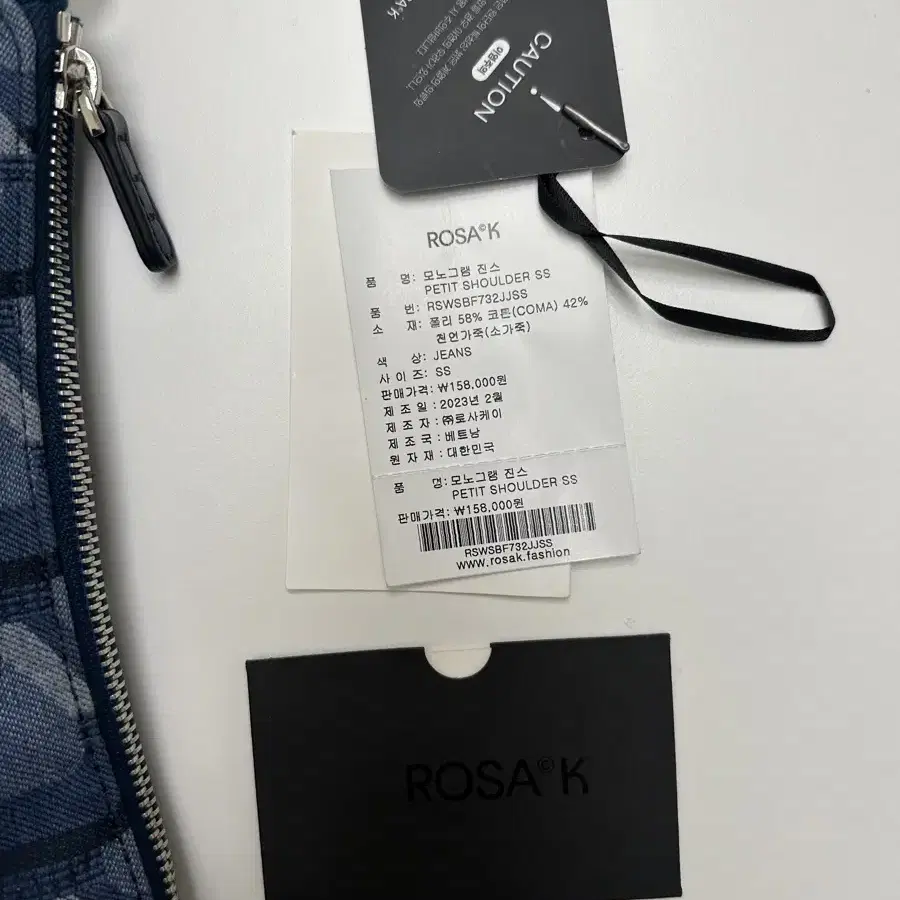 CAUTION
이염주의
ROSA©K
품 명: 모노그램 진스
PETIT SHOULDER SS
품 번: RSWSBF732JJSS
소 재: 폴리 58% 코튼(COMA) 42%
천연가죽(소가죽)
색 상: JEANS
사 이 즈: SS
판매가격: ₩158,000원
제 조 일 : 2023년 2월
제 조 자 : ㈜로사케이
제 조 국 : 베트남
원 자 재 : 대한민국
품 명: 모노그램 진스
PETIT SHOULDER SS
판매가격: ₩158,000원
RSWSBF732JJSS
www.rosak.fashion
ROSA©K